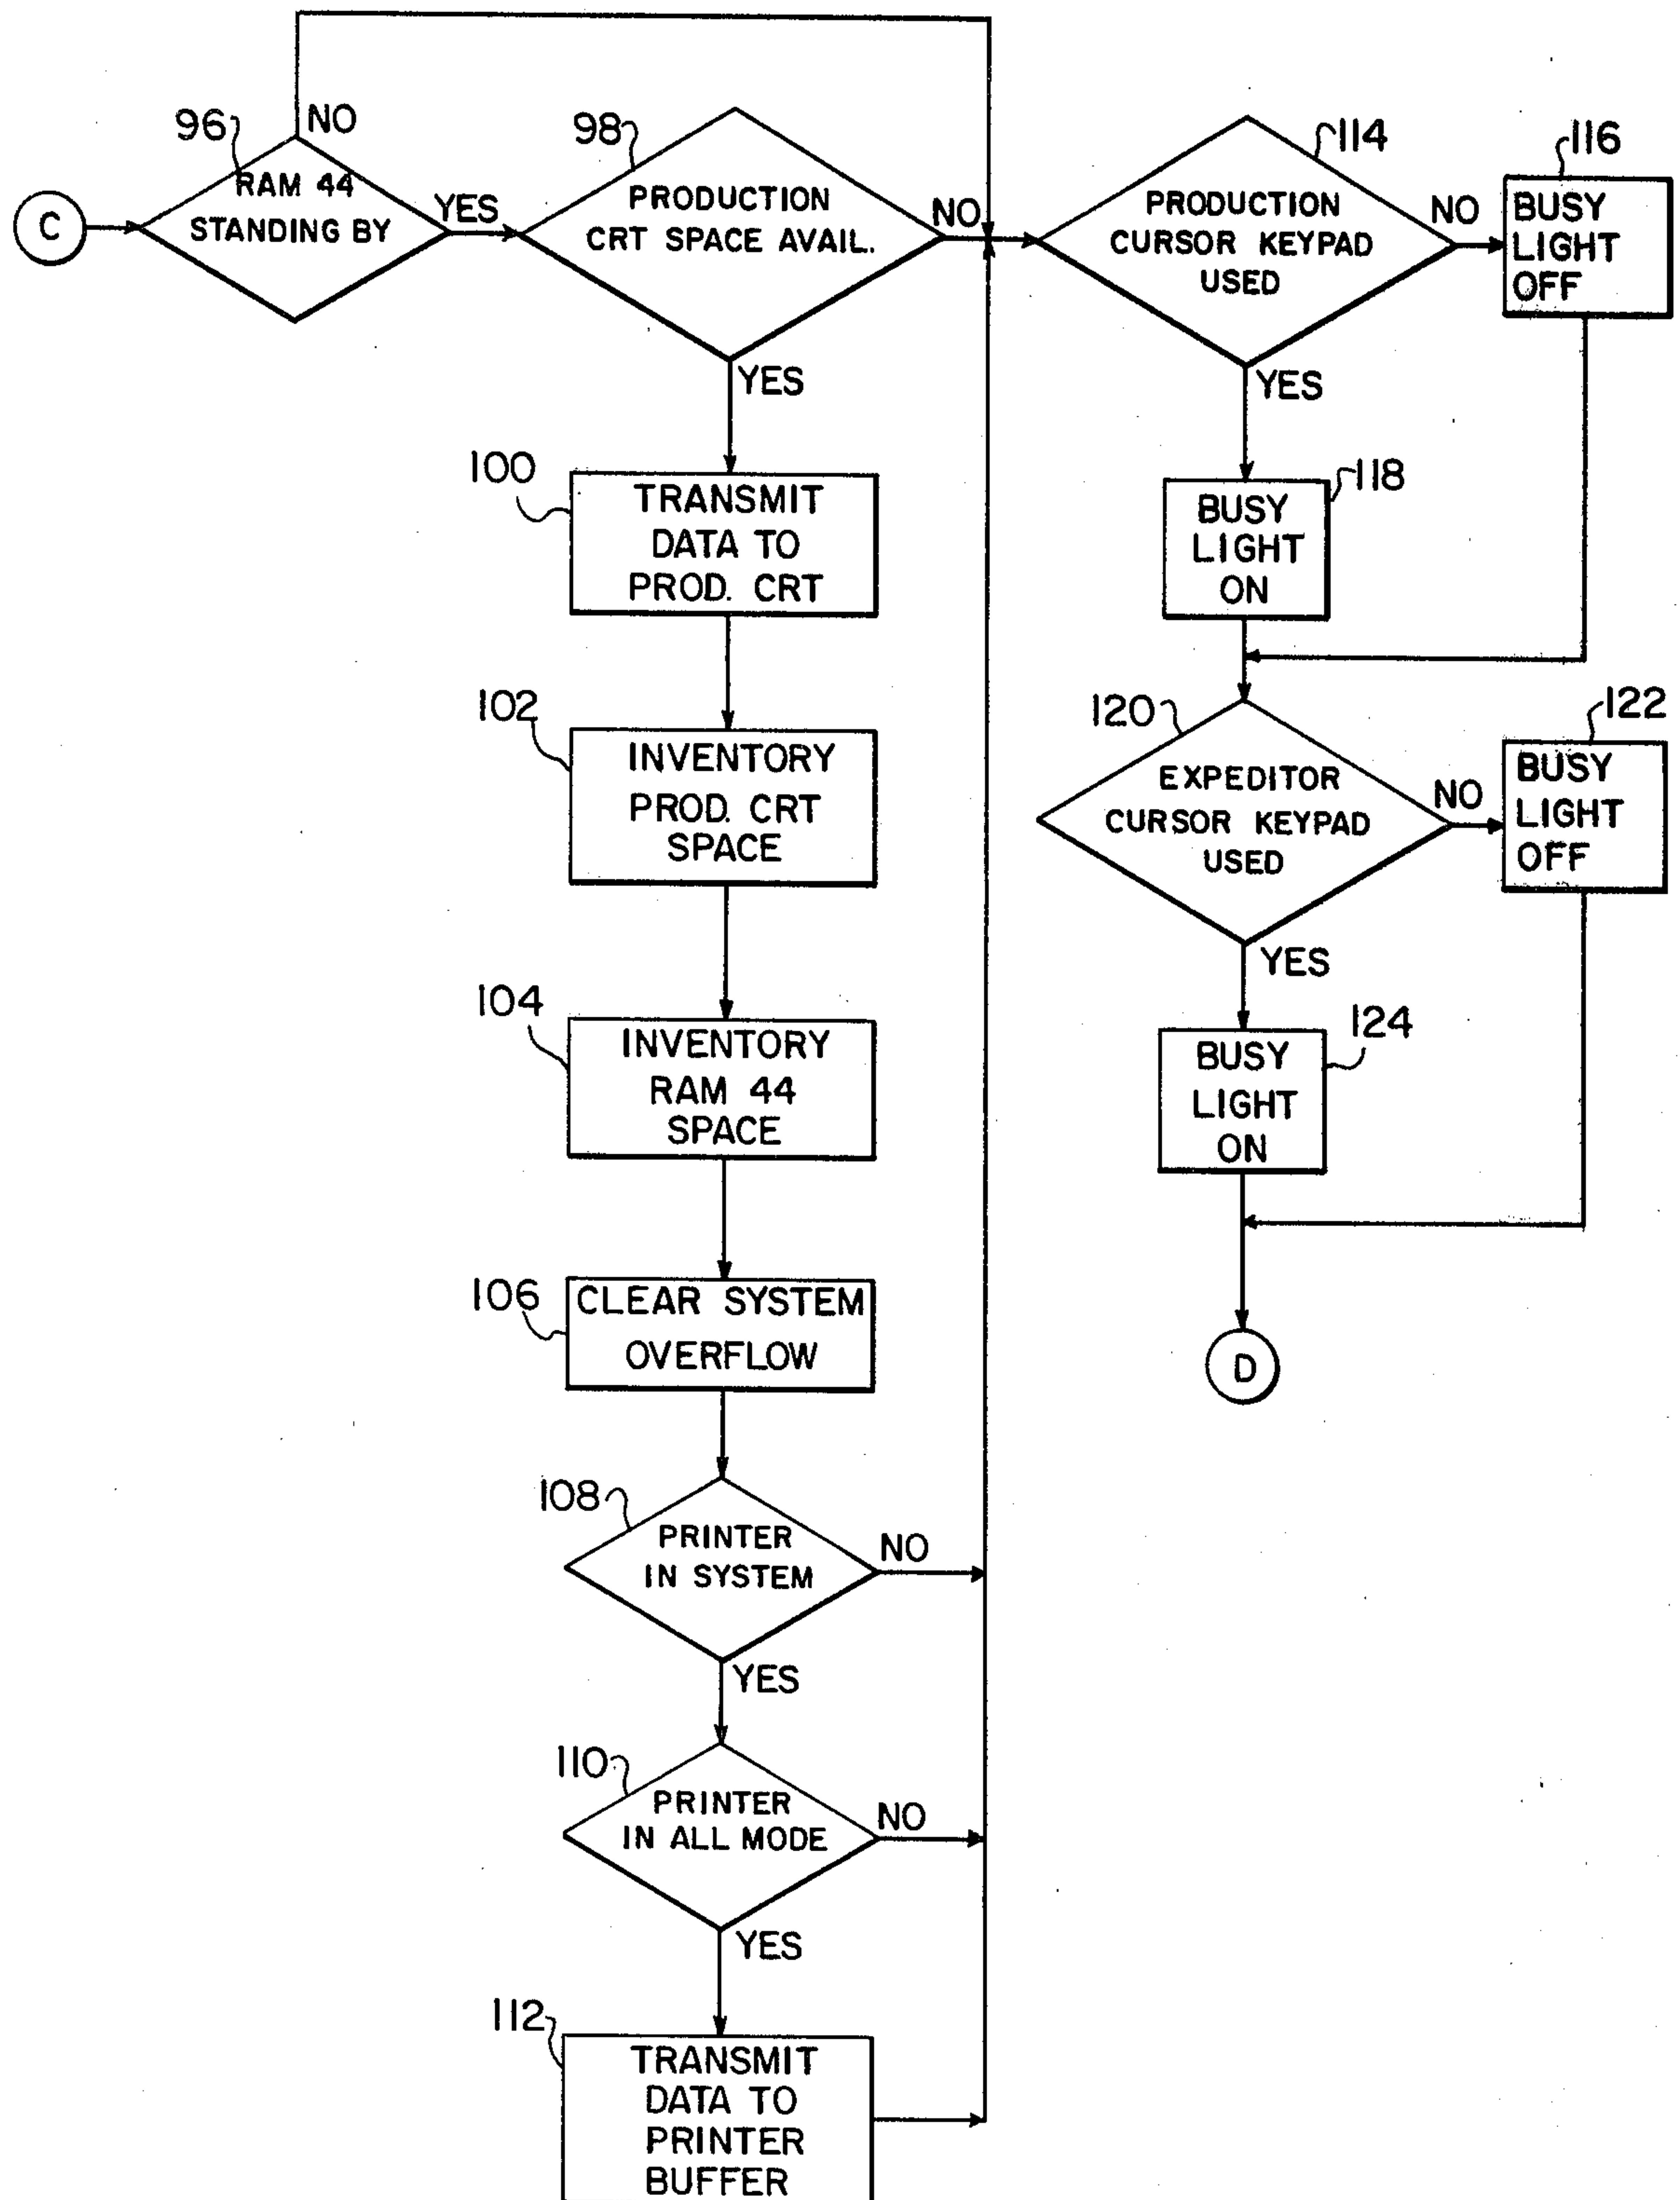 C
96
NO
RAM 44
STANDING BY
YES
98
PRODUCTION
CRT SPACE AVAIL.
NO
YES
100
TRANSMIT
DATA TO
PROD. CRT
102
INVENTORY
PROD. CRT
SPACE
104
INVENTORY
RAM 44
SPACE
106
CLEAR SYSTEM
OVERFLOW
108
PRINTER
IN SYSTEM
NO
YES
110
PRINTER
IN ALL MODE
NO
YES
112
TRANSMIT
DATA TO
PRINTER
BUFFER
114
PRODUCTION
CURSOR KEYPAD
USED
NO
116
BUSY
LIGHT
OFF
YES
118
BUSY
LIGHT
ON
120
EXPEDITOR
CURSOR KEYPAD
USED
NO
122
BUSY
LIGHT
OFF
YES
124
BUSY
LIGHT
ON
D